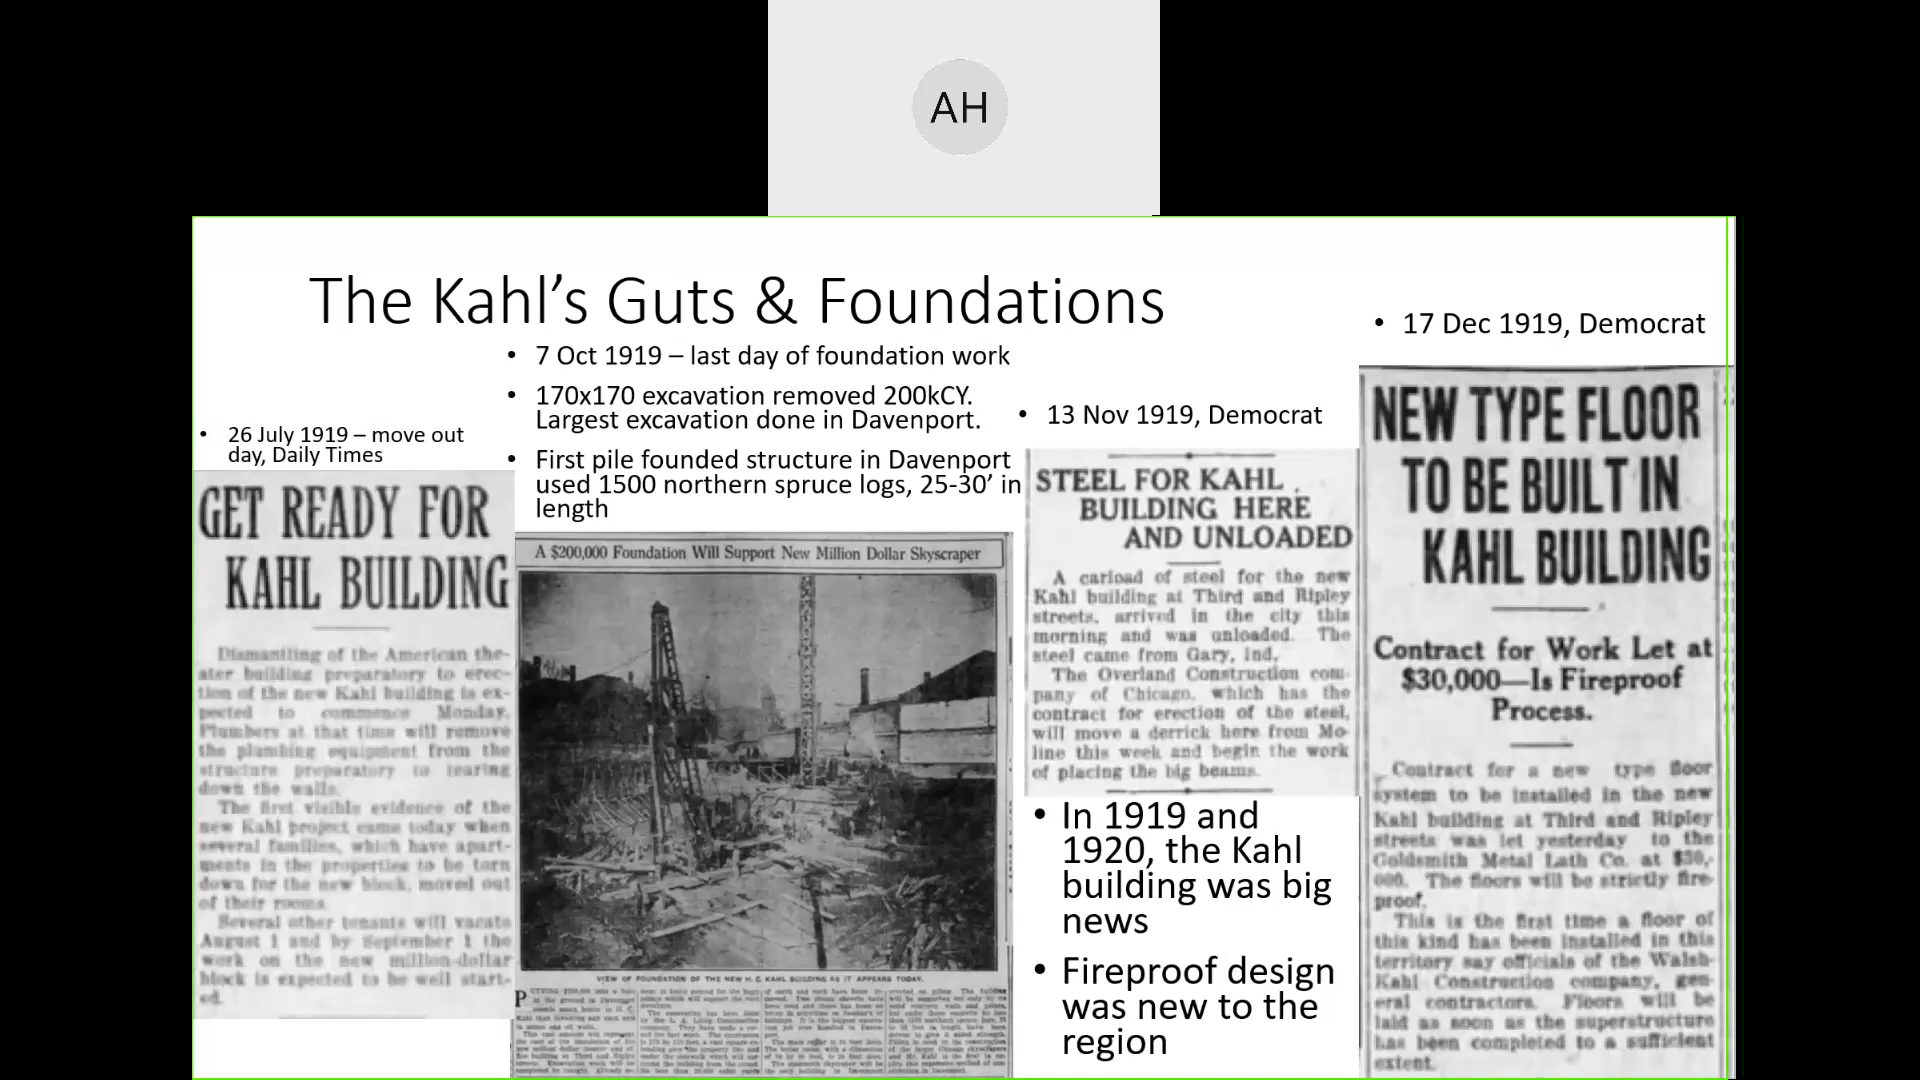 AH
The Kahl’s Guts & Foundations
• 26 July 1919 – move out
day, Daily Times
GET READY FOR
KAHL BUILDING
Dismantling of the American the-
ater building preparatory to erec-
tion of the new Kahl building is ex-
pected to commence Monday.
Plumbers at that time will remove
the plumbing equipment from the
structure preparatory to tearing
down the walls.
The first visible evidence of the
new Kahl project came today when
several families, which have apart-
ments in the properties to be torn
down for the new block, moved out
of their rooms.
Several other tenants will vacate
August 1 and by September 1 the
work on the new million-dollar
block is expected to be well start-
ed.
• 7 Oct 1919 – last day of foundation work
• 170x170 excavation removed 200kCY.
Largest excavation done in Davenport.
• First pile founded structure in Davenport
used 1500 northern spruce logs, 25-30’ in
length
A $200,000 Foundation Will Support New Million Dollar Skyscraper
VIEW OF FOUNDATION OF THE NEW H. C. KAHL BUILDING AS IT APPEARS TODAY.
• 13 Nov 1919, Democrat
STEEL FOR KAHL
BUILDING HERE
AND UNLOADED
A carload of steel for the new
Kahl building at Third and Ripley
streets, arrived in the city this
morning and was unloaded. The
steel came from Gary, Ind.
The Overland Construction com-
pany of Chicago, which has the
contract for erection of the steel,
will move a derrick here from Mo-
line this week and begin the work
of placing the big beams.
• In 1919 and
1920, the Kahl
building was big
news
• Fireproof design
was new to the
region
• 17 Dec 1919, Democrat
NEW TYPE FLOOR
TO BE BUILT IN
KAHL BUILDING
Contract for Work Let at
$30,000—Is Fireproof
Process.
Contract for a new type floor
system to be installed in the new
Kahl building at Third and Ripley
streets was let yesterday to the
Goldsmith Metal Lath Co. at $30,-
000. The floors will be strictly fire-
proof.
This is the first time a floor of
this kind has been installed in this
territory say officials of the Walsh-
Kahl Construction company, gen-
eral contractors. Floors will be
laid as soon as the superstructure
has been completed to a sufficient
extent.